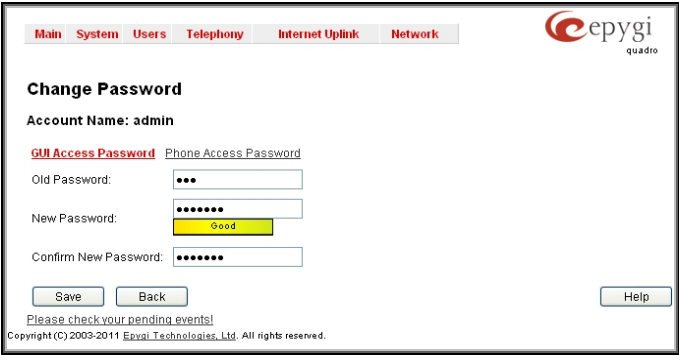 Main System Users Telephony Internet Uplink Network
epygi
quadro
Change Password
Account Name: admin
GUI Access Password Phone Access Password
Old Password: •••
New Password: •••••••
Good
Confirm New Password: •••••••
Save Back Help
Please check your pending events!
Copyright (C) 2003-2011 Epygi Technologies, Ltd. All rights reserved.